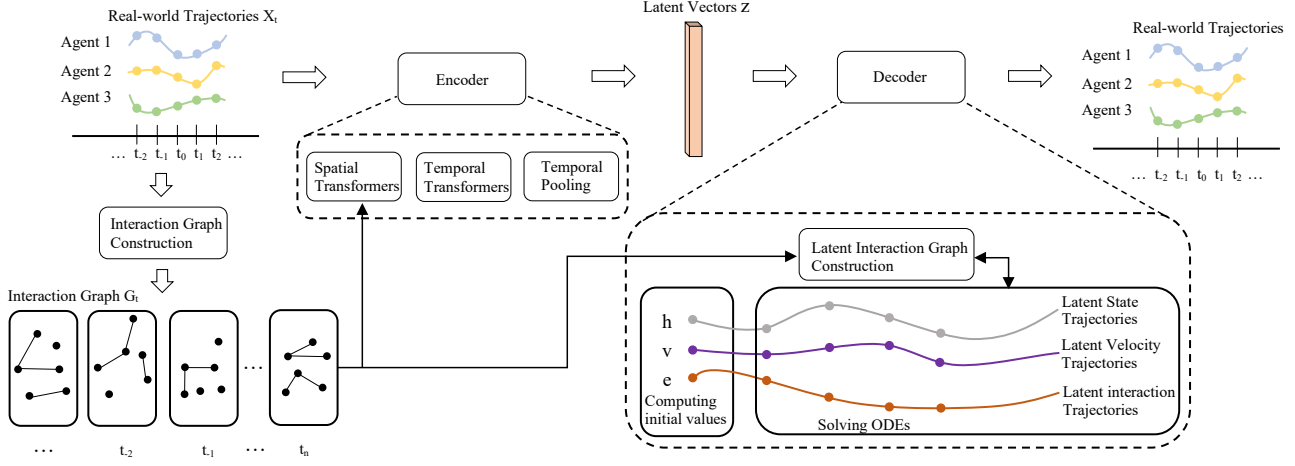 Real-world Trajectories Xt
Agent 1
Agent 2
Agent 3
... t-2 t-1 t0 t1 t2 ...
Interaction Graph
Construction
Interaction Graph Gt
...
... t-2 t-1 ... tn
Encoder
Spatial
Transformers
Temporal
Transformers
Temporal
Pooling
Latent Vectors z
Decoder
Real-world Trajectories
Agent 1
Agent 2
Agent 3
... t-2 t-1 t0 t1 t2 ...
Latent Interaction Graph
Construction
h
v
e
Computing
initial values
Solving ODEs
Latent State
Trajectories
Latent Velocity
Trajectories
Latent interaction
Trajectories